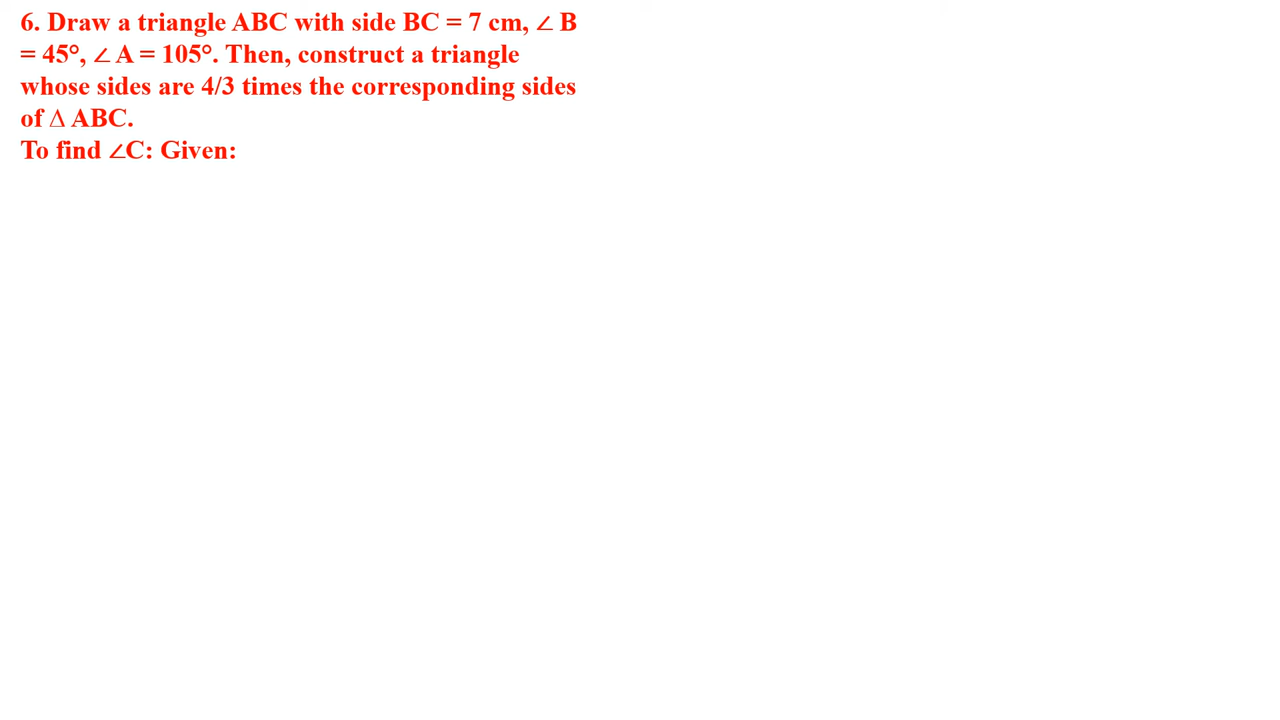 6. Draw a triangle ABC with side BC = 7 cm, ∠ B
= 45°, ∠ A = 105°. Then, construct a triangle
whose sides are 4/3 times the corresponding sides
of ∆ ABC.
To find ∠C: Given: